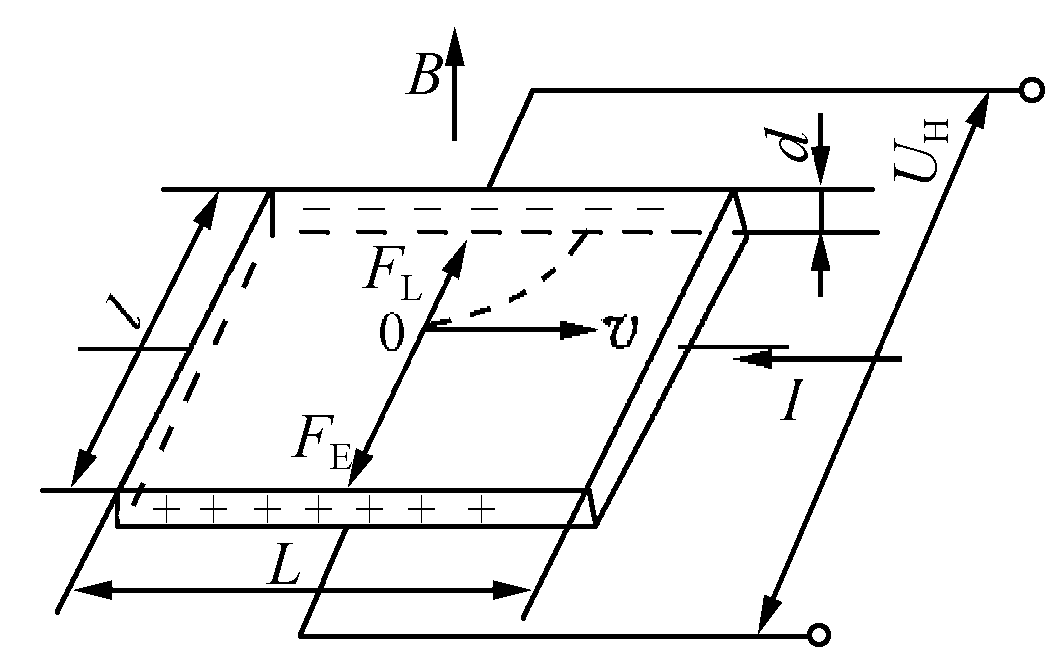 B
d
U_H
− − − − − − −
F_L
l
0
v
I
F_E
+ + + + + + +
L